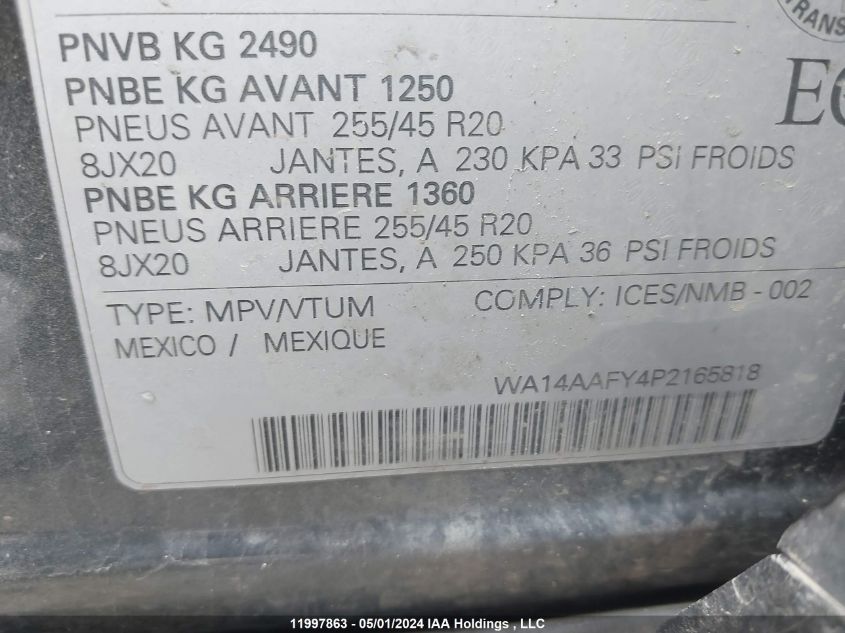 TRANS
PNVB KG 2490
PNBE KG AVANT 1250
PNEUS AVANT 255/45 R20
8JX20 JANTES, A 230 KPA 33 PSI FROIDS
PNBE KG ARRIERE 1360
PNEUS ARRIERE 255/45 R20
8JX20 JANTES, A 250 KPA 36 PSI FROIDS
TYPE: MPV/VTUM COMPLY: ICES/NMB - 002
MEXICO / MEXIQUE
WA14AAFY4P2165818
11997863 - 05/01/2024 IAA Holdings , LLC